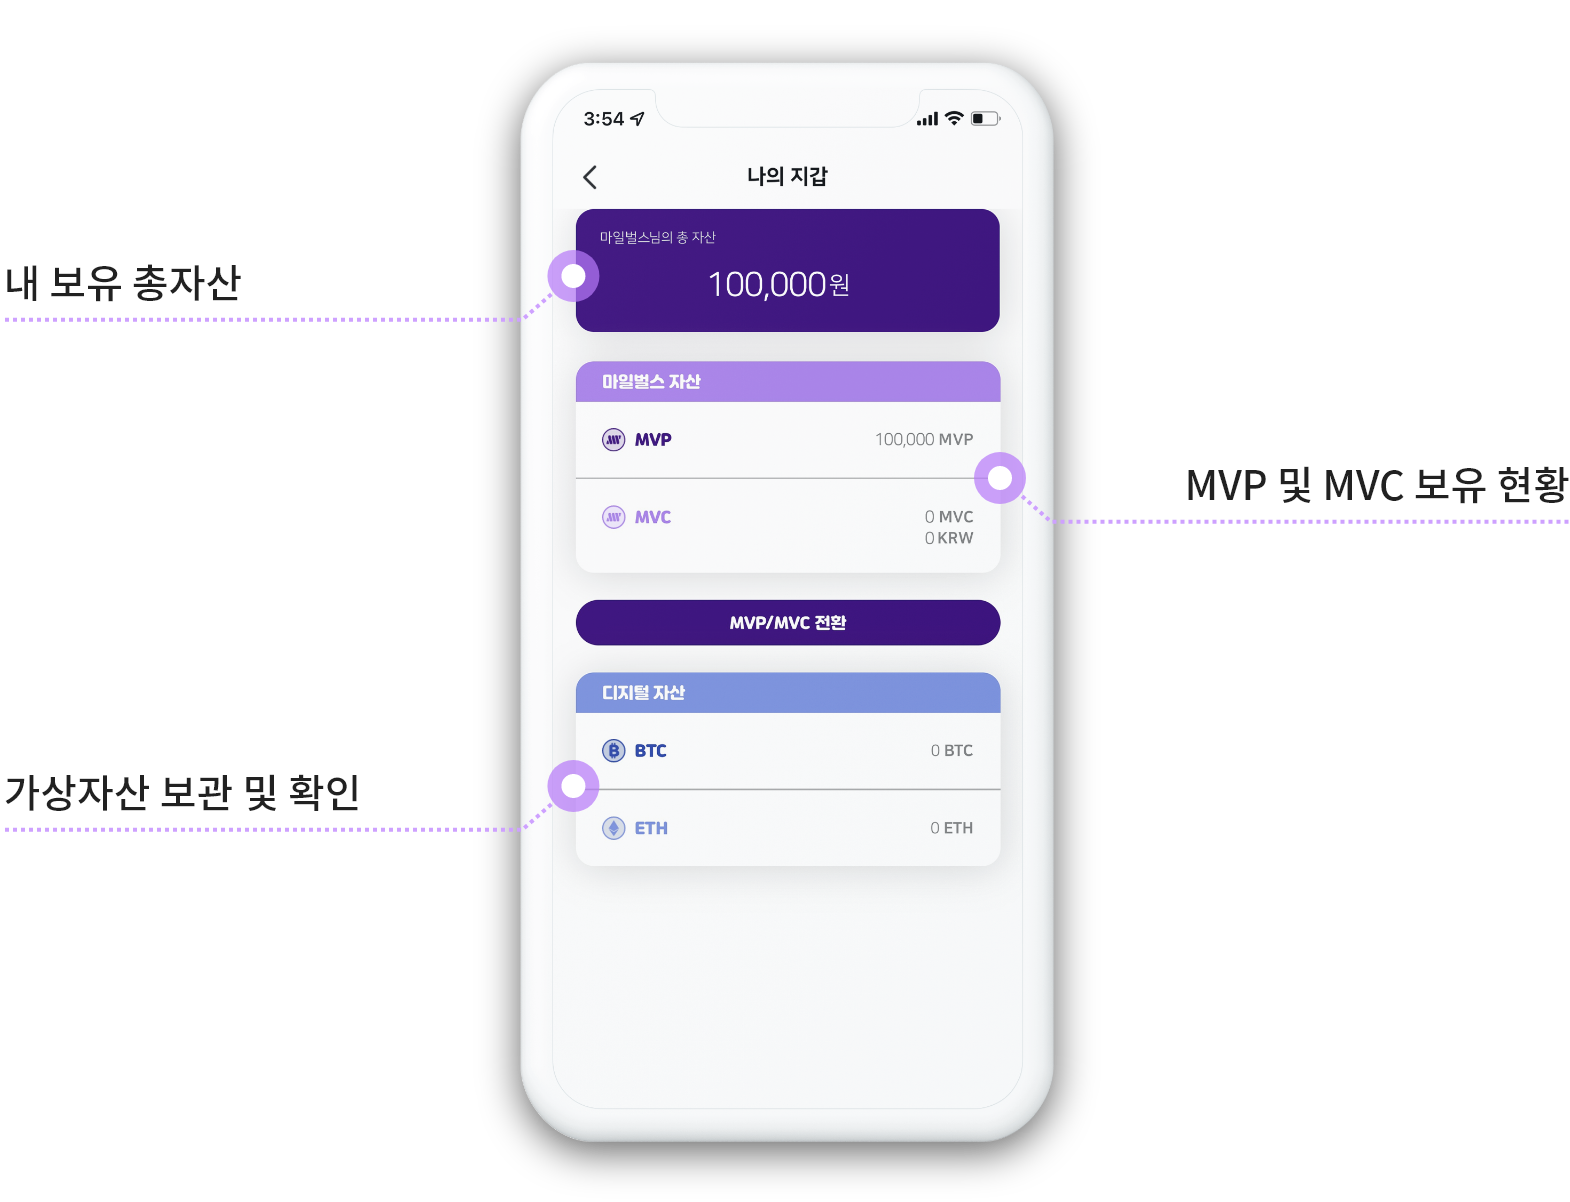 3:54
나의 지갑
마일벌스님의 총 자산
100,000원
내 보유 총자산
마일벌스 자산
MVP 100,000 MVP
MVP 및 MVC 보유 현황
MVC 0 MVC
0 KRW
MVP/MVC 전환
디지털 자산
BTC 0 BTC
가상자산 보관 및 확인
ETH 0 ETH